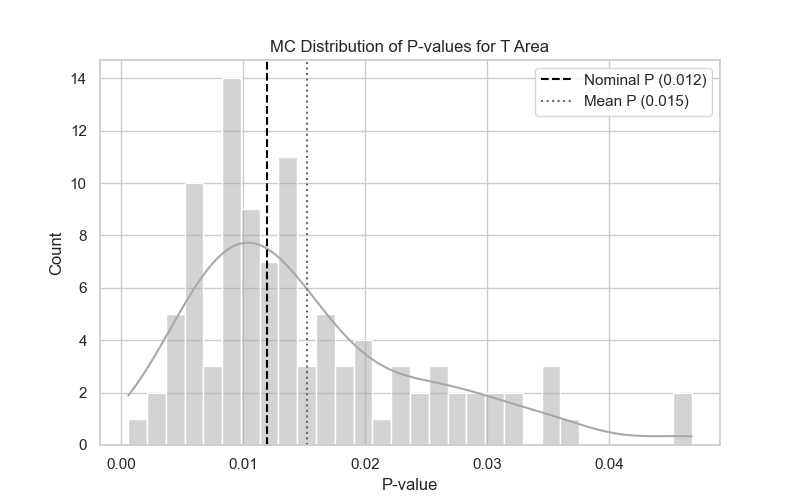 MC Distribution of P-values for T Area
Nominal P (0.012)
Mean P (0.015)
14
12
10
8
6
4
2
0
Count
0.00 0.01 0.02 0.03 0.04
P-value